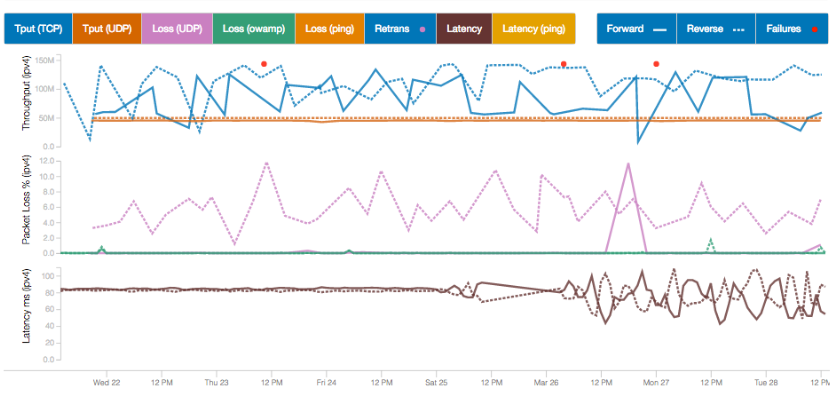 Tput (TCP) Tput (UDP) Loss (UDP) Loss (owamp) Loss (ping) Retrans Latency Latency (ping) Forward Reverse Failures
Throughput (ipv4)
150M
100M
50.0M
0.0
Packet Loss % (ipv4)
12.0
10.0
8.0
6.0
4.0
2.0
0.0
Latency ms (ipv4)
100
80
60
40
20
0.0
Wed 22 12 PM Thu 23 12 PM Fri 24 12 PM Sat 25 12 PM Mar 26 12 PM Mon 27 12 PM Tue 28 12 PM